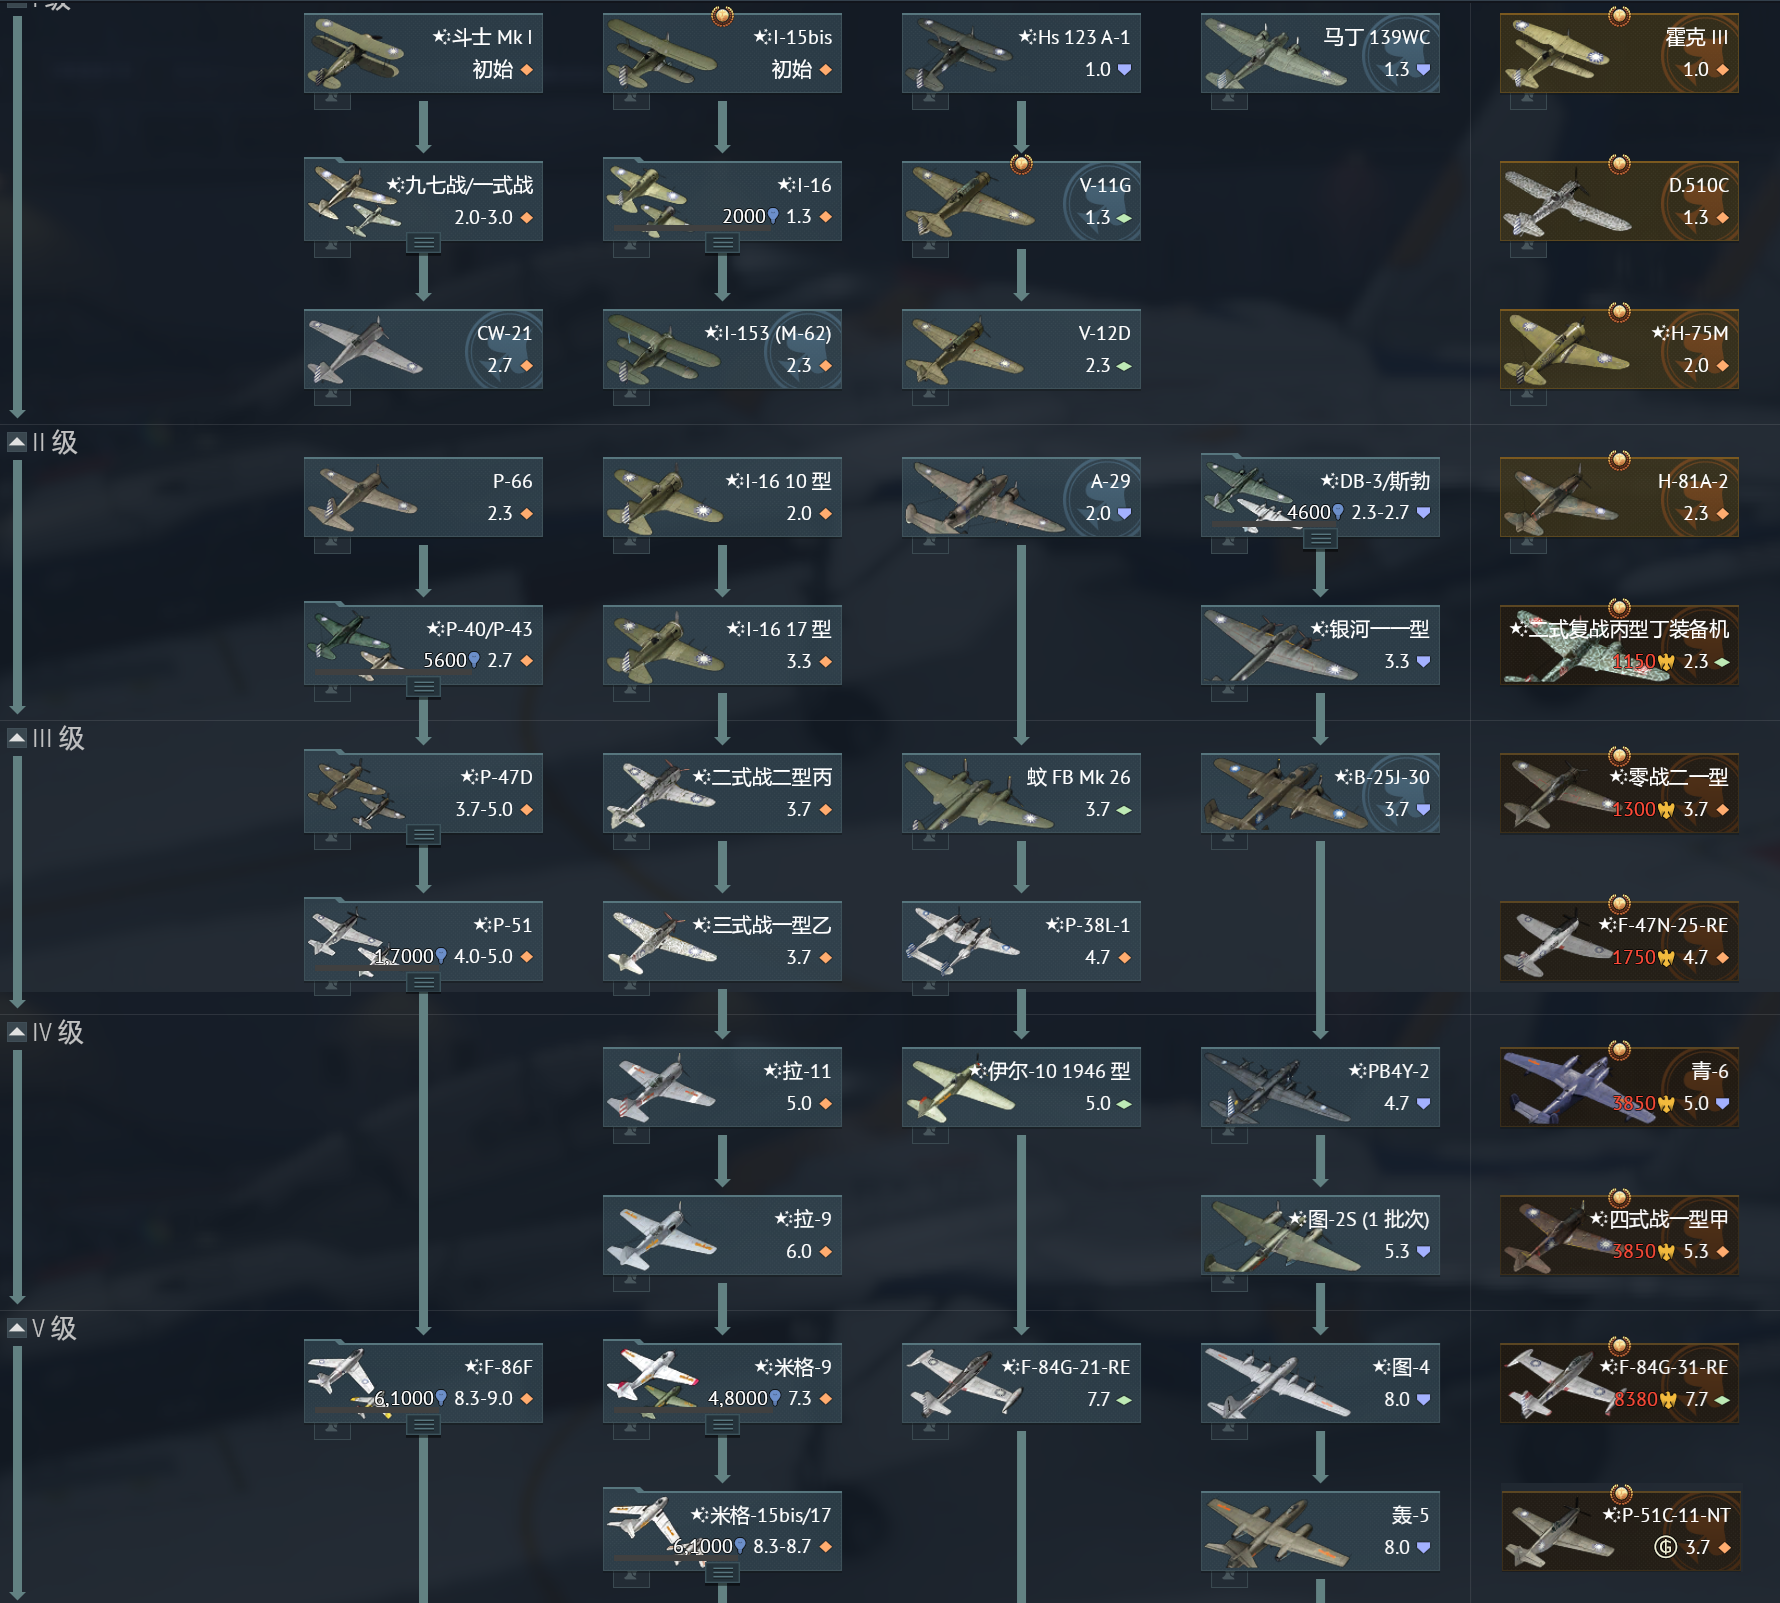 I 级
斗士 Mk I
初始
I-15bis
初始
Hs 123 A-1
1.0
马丁 139WC
1.3
霍克 III
1.0
九七战/一式战
2.0-3.0
I-16
2000 1.3
V-11G
1.3
D.510C
1.3
CW-21
2.7
I-153 (M-62)
2.3
V-12D
2.3
H-75M
2.0
II 级
P-66
2.3
I-16 10 型
2.0
A-29
2.0
DB-3/斯勃
4600 2.3-2.7
H-81A-2
2.3
P-40/P-43
5600 2.7
I-16 17 型
3.3
银河一一型
3.3
二式复战丙型丁装备机
1150 2.3
III 级
P-47D
3.7-5.0
二式战二型丙
3.7
蚊 FB Mk 26
3.7
B-25J-30
3.7
零战二一型
1300 3.7
P-51
1,7000 4.0-5.0
三式战一型乙
3.7
P-38L-1
4.7
F-47N-25-RE
1750 4.7
IV 级
拉-11
5.0
伊尔-10 1946 型
5.0
PB4Y-2
4.7
青-6
3850 5.0
拉-9
6.0
图-2S (1 批次)
5.3
四式战一型甲
3850 5.3
V 级
F-86F
6,1000 8.3-9.0
米格-9
4,8000 7.3
F-84G-21-RE
7.7
图-4
8.0
F-84G-31-RE
8380 7.7
米格-15bis/17
6,1000 8.3-8.7
轰-5
8.0
P-51C-11-NT
3.7